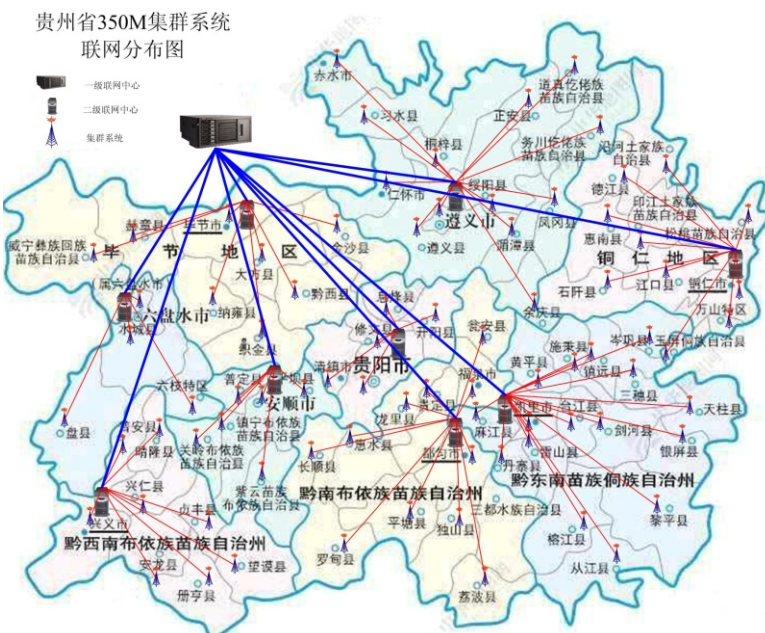 贵州省350M集群系统
联网分布图
一级联网中心
二级联网中心
集群系统
赤水市
道真仡佬族
苗族自治县
习水县
正安县
桐梓县
务川仡佬族
苗族自治县
沿河土家族
自治县
德江县
仁怀市
绥阳县
印江土家族
苗族自治县
遵义市
凤冈县
松桃苗族自治县
赫章县
毕节市
遵义县
湄潭县
惠南县
威宁彝族回族
苗族自治县
毕节地区
金沙县
铜仁地区
大方县
石阡县
江口县
铜仁市
属六盘水市
黔西县
余庆县
万山特区
六盘水市
纳雍县
息烽县
水城县
修文县
开阳县
瓮安县
岑巩县
玉屏侗族自治县
织金县
贵阳市
黄平县
施秉县
镇远县
清镇市
福泉市
三穗县
六枝特区
普定县
安顺市
龙里县
贵定县
凯里市
台江县
天柱县
盘县
普安县
镇宁布依族
苗族自治县
麻江县
剑河县
晴隆县
关岭布依族
苗族自治县
惠水县
都匀市
雷山县
银屏县
长顺县
丹寨县
兴仁县
紫云苗族
布依族自治县
黔南布依族苗族自治州
黔东南苗族侗族自治州
贞丰县
三都水族自治县
兴义市
平塘县
独山县
黎平县
黔西南布依族苗族自治州
榕江县
罗甸县
安龙县
望谟县
从江县
册亨县
荔波县